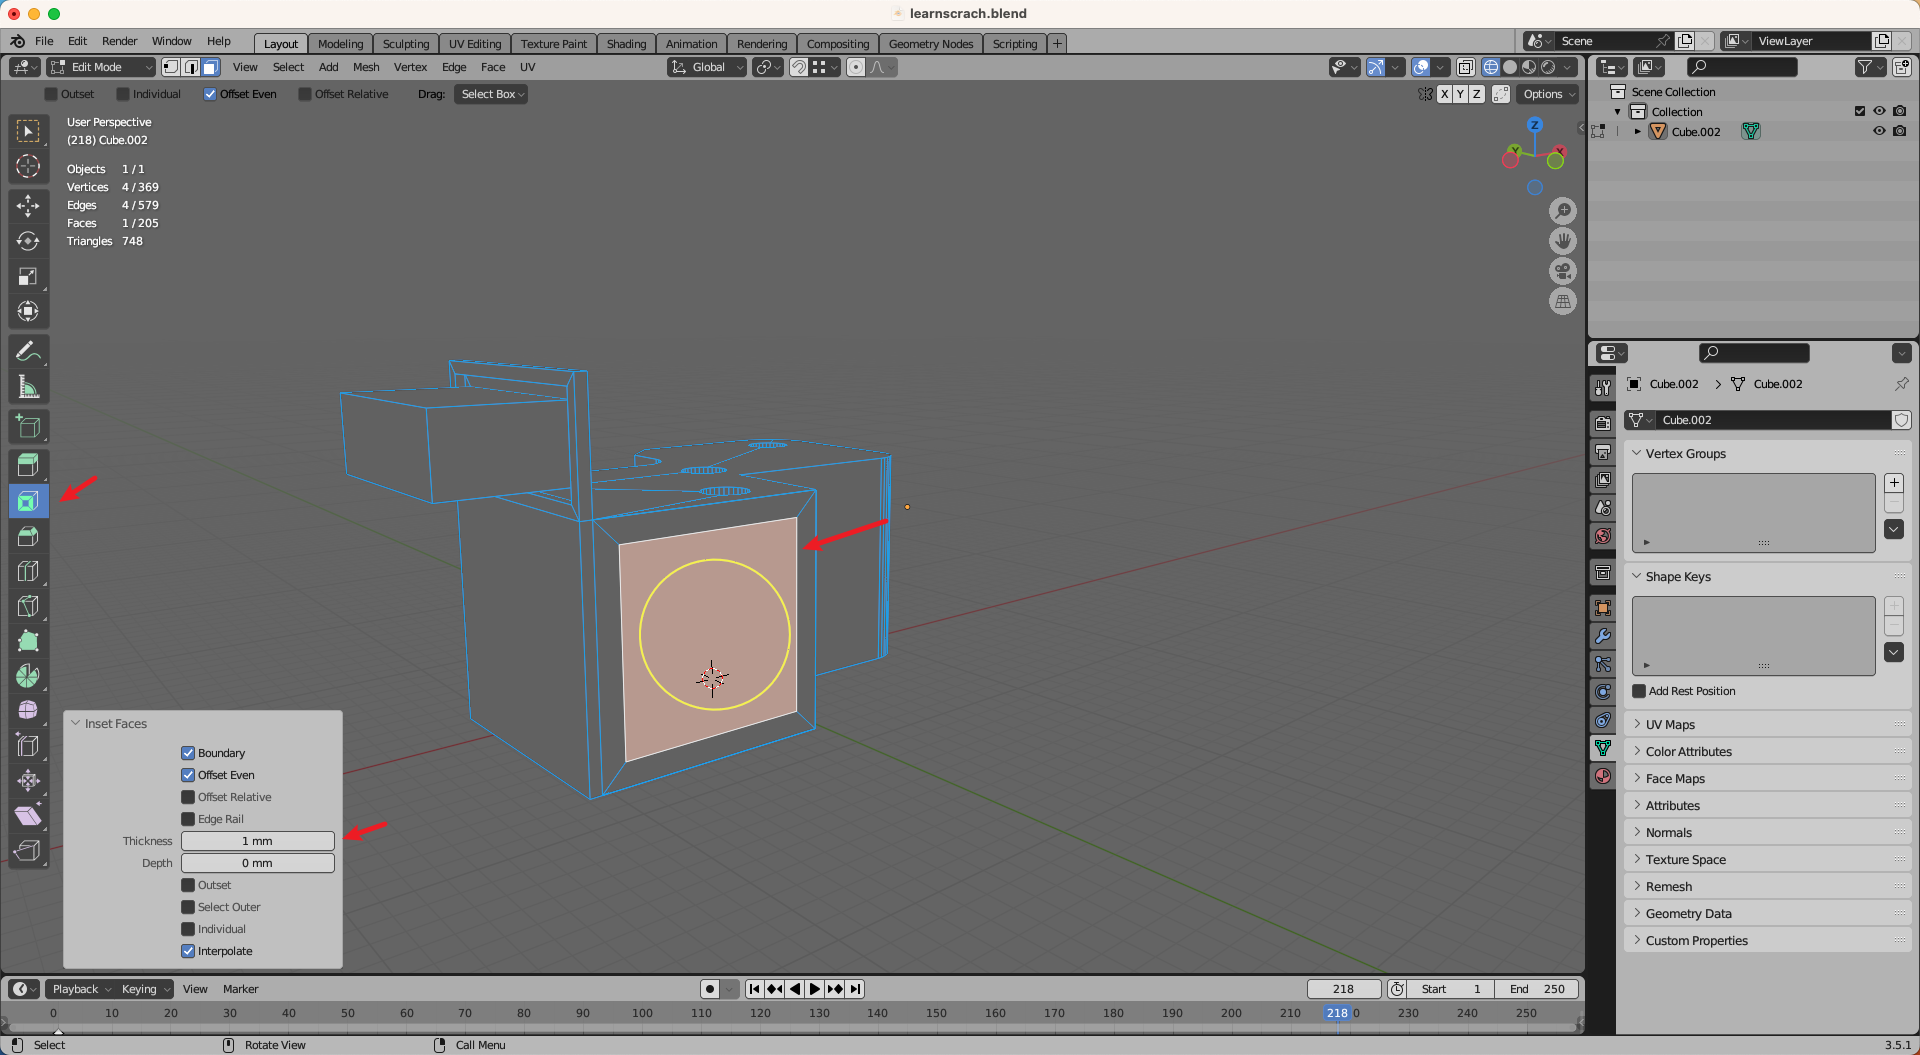 learnscrach.blend
File Edit Render Window Help Layout Modeling Sculpting UV Editing Texture Paint Shading Animation Rendering Compositing Geometry Nodes Scripting + Scene ViewLayer
Edit Mode View Select Add Mesh Vertex Edge Face UV Global
Outset Individual Offset Even Offset Relative Drag: Select Box X Y Z Options
User Perspective
(218) Cube.002
Objects 1 / 1
Vertices 4 / 369
Edges 4 / 579
Faces 1 / 205
Triangles 748
Z
Y X
Scene Collection
Collection
Cube.002
Cube.002 > Cube.002
Cube.002
Vertex Groups
Shape Keys
Add Rest Position
UV Maps
Color Attributes
Face Maps
Attributes
Normals
Texture Space
Remesh
Geometry Data
Custom Properties
Inset Faces
Boundary
Offset Even
Offset Relative
Edge Rail
Thickness 1 mm
Depth 0 mm
Outset
Select Outer
Individual
Interpolate
Playback Keying View Marker 218 Start 1 End 250
0 10 20 30 40 50 60 70 80 90 100 110 120 130 140 150 160 170 180 190 200 210 218 0 230 240 250
Select Rotate View Call Menu 3.5.1